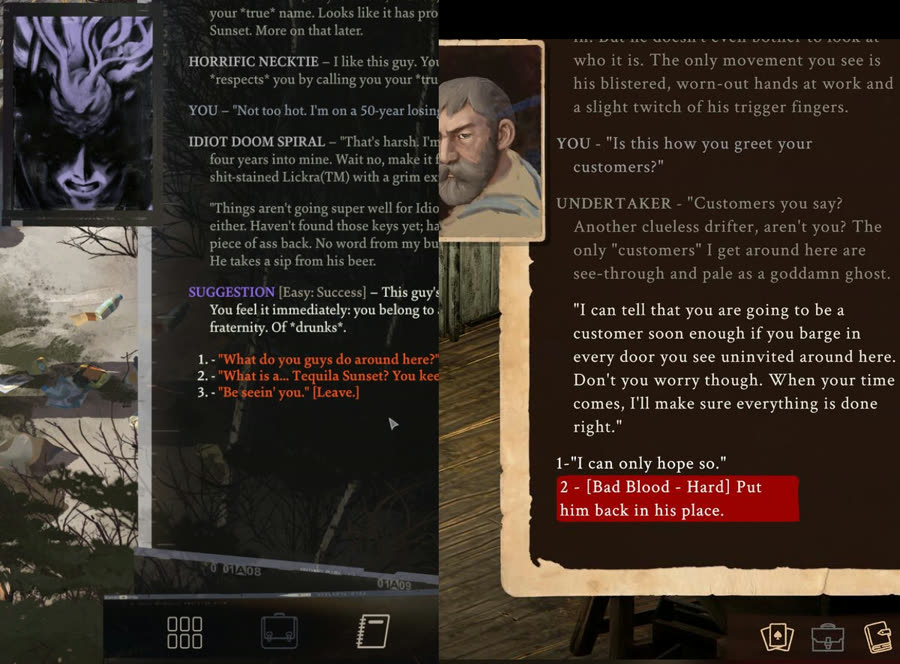 your *true* name. Looks like it has pro
Sunset. More on that later.
HORRIFIC NECKTIE – I like this guy. You
*respects* you by calling you your *tru
YOU – "Not too hot. I'm on a 50-year losin
IDIOT DOOM SPIRAL – "That's harsh. I'm
four years into mine. Wait no, make it f
shit-stained Lickra(TM) with a grim ex
"Things aren't going super well for Idio
either. Haven't found those keys yet; ha
piece of ass back. No word from my bu
He takes a sip from his beer.
SUGGESTION [Easy: Success] – This guy's
You feel it immediately: you belong to
fraternity. Of *drunks*.
1. - "What do you guys do around here?"
2. - "What is a... Tequila Sunset? You kee
3. - "Be seein' you." [Leave.]
0 01 08
01 09
in. But he doesn't even bother to look at
who it is. The only movement you see is
his blistered, worn-out hands at work and
a slight twitch of his trigger fingers.
YOU - "Is this how you greet your
customers?"
UNDERTAKER - "Customers you say?
Another clueless drifter, aren't you? The
only "customers" I get around here are
see-through and pale as a goddamn ghost.
"I can tell that you are going to be a
customer soon enough if you barge in
every door you see uninvited around here.
Don't you worry though. When your time
comes, I'll make sure everything is done
right."
1-"I can only hope so."
2 - [Bad Blood - Hard] Put
him back in his place.